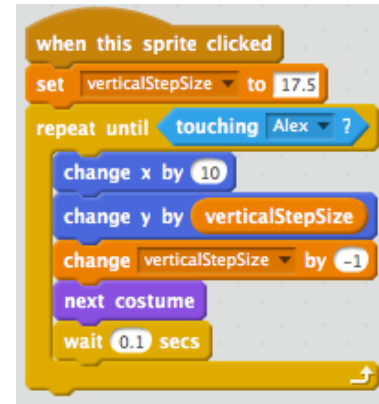 when this sprite clicked
set verticalStepSize to 17.5
repeat until touching Alex ?
change x by 10
change y by verticalStepSize
change verticalStepSize by -1
next costume
wait 0.1 secs